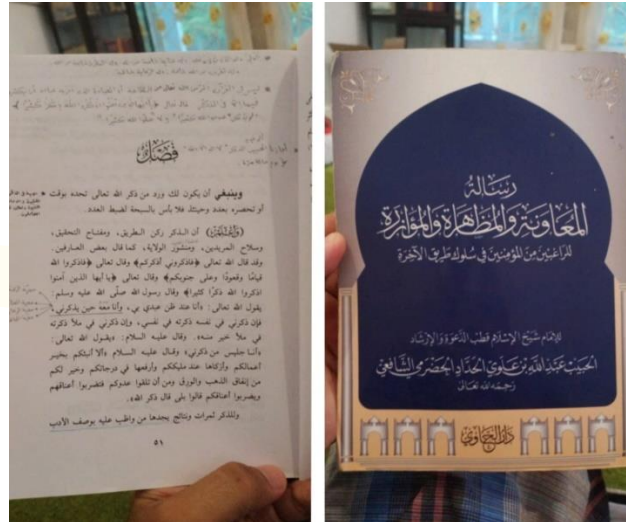 فصل
وينبغي أن يكون لك ورد من ذكر الله تعالى تحده بوقت
أو تحصره بعدد وحينئذ فلا بأس بالسبحة لضبط العدد.
(واعلم) أن الذكر ركن الطريق، ومفتاح التحقيق،
وسلاح المريدين، ومنشور الولاية، كما قال بعض العارفين.
وقد قال الله تعالى ﴿فاذكروني أذكركم﴾ وقال تعالى ﴿فاذكروا الله
قياما وقعودا وعلى جنوبكم﴾ وقال تعالى ﴿يا أيها الذين آمنوا
اذكروا الله ذكرا كثيرا﴾ وقال رسول الله صلى الله عليه وسلم:
يقول الله تعالى: «أنا عند ظن عبدي بي، وأنا معه حين يذكرني،
فإن ذكرني في نفسه ذكرته في نفسي، وإن ذكرني في ملأ ذكرته
في ملأ خير منه». وقال عليه السلام: «يقول الله تعالى:
«أنا جليس من ذكرني» وقال عليه السلام «ألا أنبئكم بخير
أعمالكم وأزكاها عند مليككم وأرفعها في درجاتكم وخير لكم
من إنفاق الذهب والورق ومن أن تلقوا عدوكم فتضربوا أعناقهم
ويضربوا أعناقكم قالوا بلى قال ذكر الله».
وللذكر ثمرات ونتائج يجدها من واظب عليه بوصف الأدب
٥١
رسالة
المعاونة والمظاهرة والمؤازرة
للراغبين من المؤمنين في سلوك طريق الآخرة
للإمام شيخ الإسلام قطب الدعوة والإرشاد
الحبيب عبد الله بن علوي الحداد الحضرمي الشافعي
رحمه الله تعالى
دار الحاوي